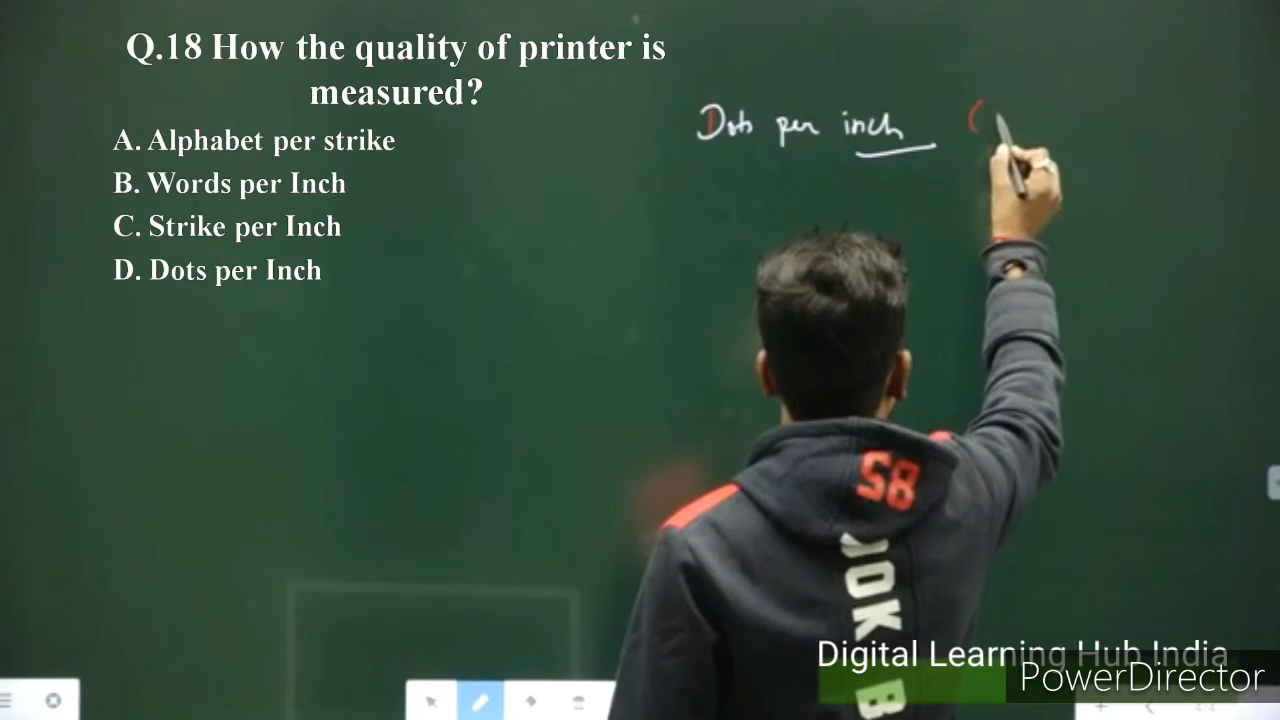 Q.18 How the quality of printer is
measured?
A. Alphabet per strike
B. Words per Inch
C. Strike per Inch
D. Dots per Inch
Dots per inch (
58
OOK B
Digital Learning Hub India
PowerDirector